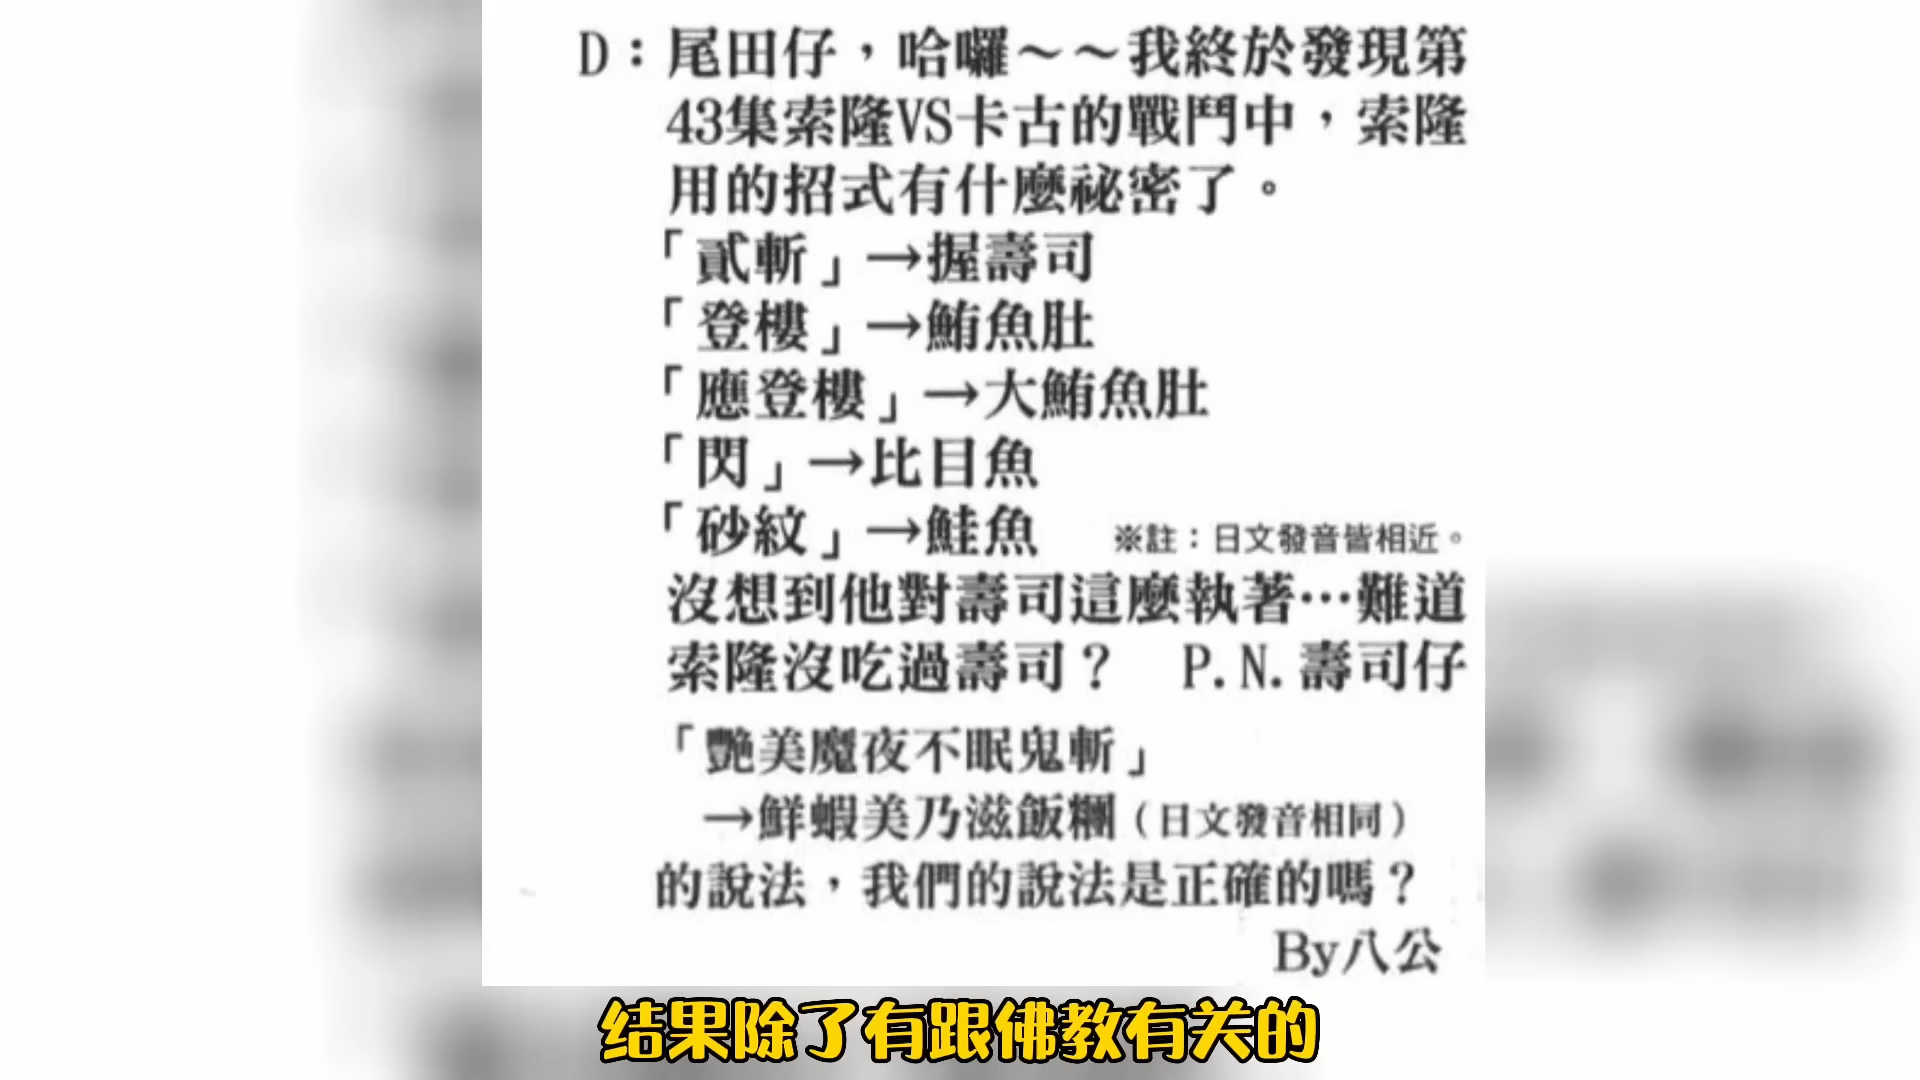 D：尾田仔，哈囉～～我終於發現第
43集索隆VS卡古的戰鬥中，索隆
用的招式有什麼祕密了。
「貳斬」→握壽司
「登樓」→鮪魚肚
「應登樓」→大鮪魚肚
「閃」→比目魚
「砂紋」→鮭魚 ※註：日文發音皆相近。
沒想到他對壽司這麼執著…難道
索隆沒吃過壽司？ P.N.壽司仔
「艷美魔夜不眠鬼斬」
→鮮蝦美乃滋飯糰（日文發音相同）
的說法，我們的說法是正確的嗎？
By八公
结果除了有跟佛教有关的